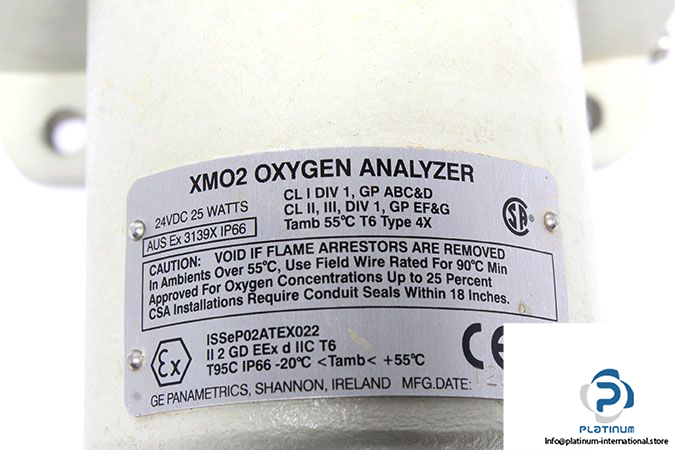 XMO2 OXYGEN ANALYZER
24VDC 25 WATTS
AUS Ex 3139X IP66
CL I DIV 1, GP ABC&D
CL II, III, DIV 1, GP EF&G
Tamb 55°C T6 Type 4X
CAUTION: VOID IF FLAME ARRESTORS ARE REMOVED
In Ambients Over 55°C, Use Field Wire Rated For 90°C Min
Approved For Oxygen Concentrations Up to 25 Percent
CSA Installations Require Conduit Seals Within 18 Inches.
ISSeP02ATEX022
II 2 GD EEx d IIC T6
T95C IP66 -20°C <Tamb< +55°C
GE PANAMETRICS, SHANNON, IRELAND MFG.DATE:
PLATINUM
Info@platinum-international.store